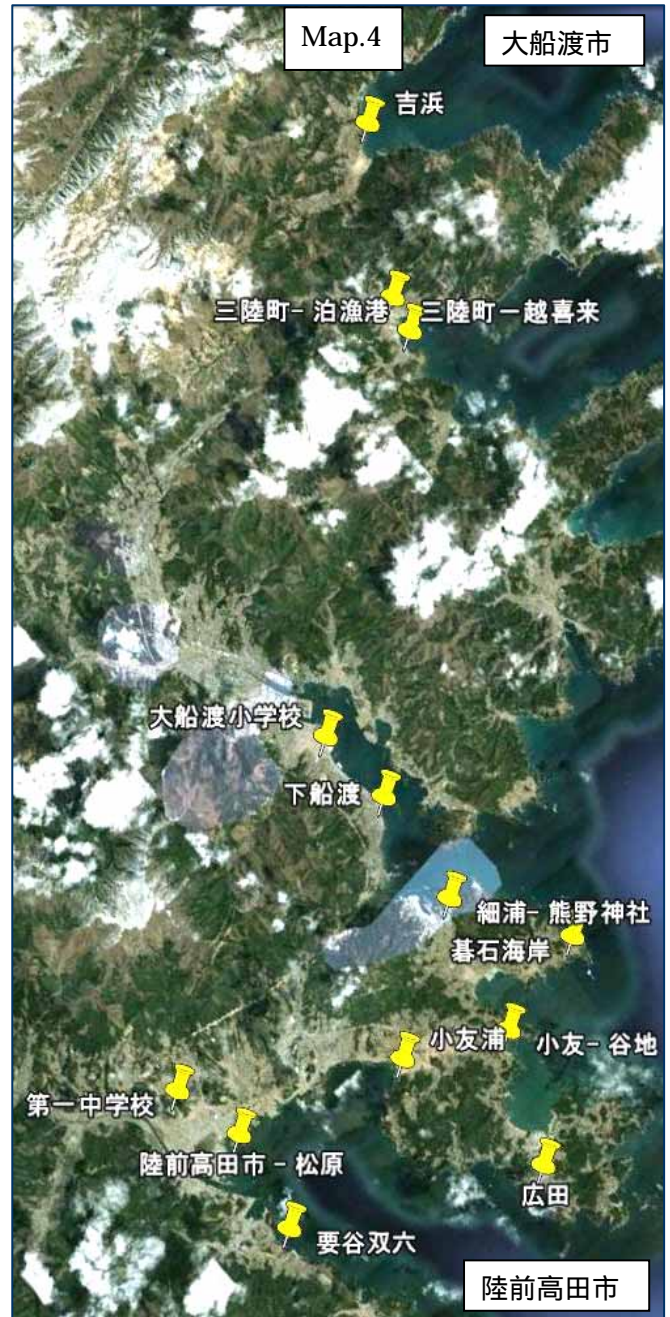 Map.4
大船渡市
吉浜
三陸町-泊漁港
三陸町－越喜来
大船渡小学校
下船渡
細浦-熊野神社
碁石海岸
小友浦
小友-谷地
第一中学校
陸前高田市-松原
広田
要谷双六
陸前高田市